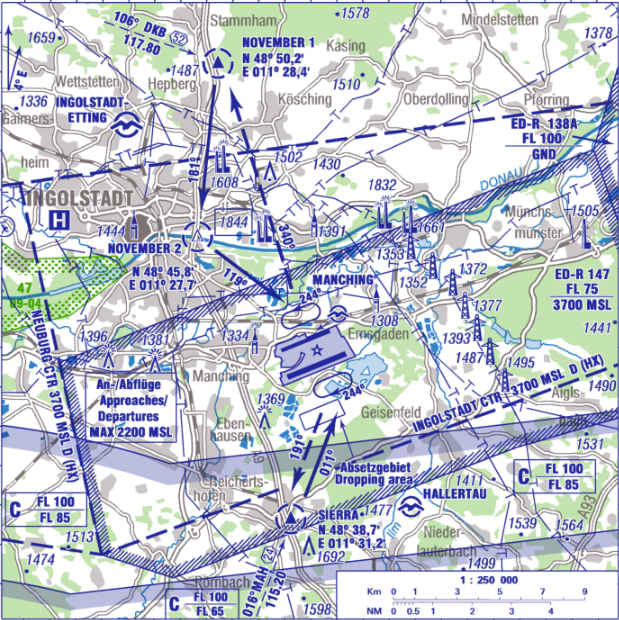 106° DKB 52
117.80
Stammham
1578
Mindelstetten
1659
NOVEMBER 1
N 48° 50,2'
E 011° 28,4'
Kasing
1378
4° E
Wettstetten
1487
Hepberg
1510
1336
INGOLSTADT-
ETTING
Kösching
Oberdolling
Pförring
Gaimers-
heim
ED-R 138A
FL 100
GND
181°
1502
1430
1608
DONAU
INGOLSTADT
H
1832
1444
1844
340°
1391
1661
Münchs-
münster
1505
NOVEMBER 2
N 48° 45,8'
E 011° 27,7'
119°
1353
MANCHING
1352
1372
ED-R 147
FL 75
3700 MSL
47
09-04
244°
1377
1308
Ernsgaden
1393
1441
NEUBURG CTR 3700 MSL D (HX)
1396
1381
1334
1487
1495
Manching
244°
1490
An-/Abflüge
Approaches/
Departures
MAX 2200 MSL
1369
Geisenfeld
INGOLSTADT CTR 3700 MSL D (HX)
Aigls-
bach
Eben-
hausen
191°
011°
1531
A9
Absetzgebiet
Dropping area
C FL 100
FL 85
Reicherts-
hofen
1411
C FL 100
FL 85
HALLERTAU
A93
SIERRA
N 48° 38,7'
E 011° 31,2'
1477
Ilm
1513
1539
1564
Nieder-
lauterbach
1474
1692
1499
016° MAH 24
115.20
Rohrbach
C FL 100
FL 65
1598
1 : 250 000
Km 0 1 3 5 7 9
NM 0 0.5 1 2 3 4